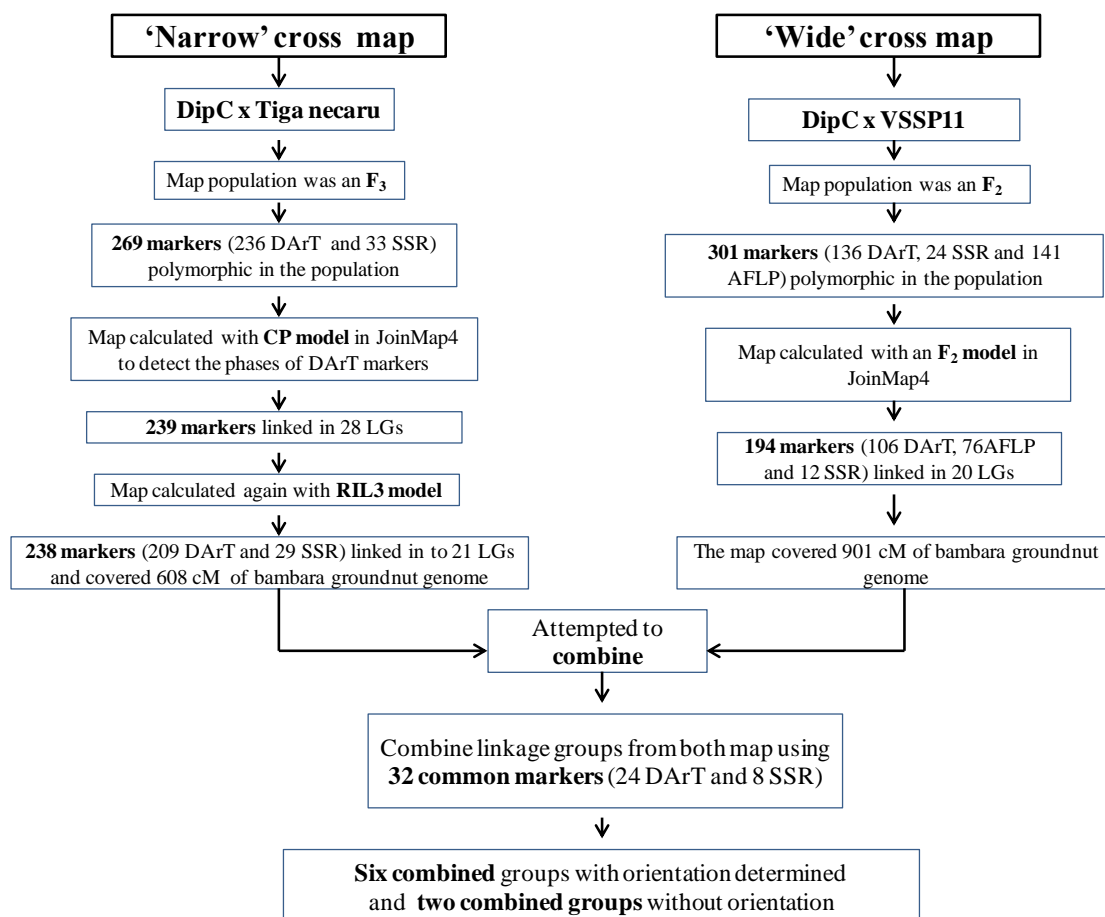 ‘Narrow’ cross map
DipC x Tiga necaru
Map population was an F3
269 markers (236 DArT and 33 SSR)
polymorphic in the population
Map calculated with CP model in JoinMap4
to detect the phases of DArT markers
239 markers linked in 28 LGs
Map calculated again with RIL3 model
238 markers (209 DArT and 29 SSR) linked in to 21 LGs
and covered 608 cM of bambara groundnut genome
‘Wide’ cross map
DipC x VSSP11
Map population was an F2
301 markers (136 DArT, 24 SSR and 141
AFLP) polymorphic in the population
Map calculated with an F2 model in
JoinMap4
194 markers (106 DArT, 76AFLP
and 12 SSR) linked in 20 LGs
The map covered 901 cM of bambara groundnut
genome
Attempted to
combine
Combine linkage groups from both map using
32 common markers (24 DArT and 8 SSR)
Six combined groups with orientation determined
and two combined groups without orientation